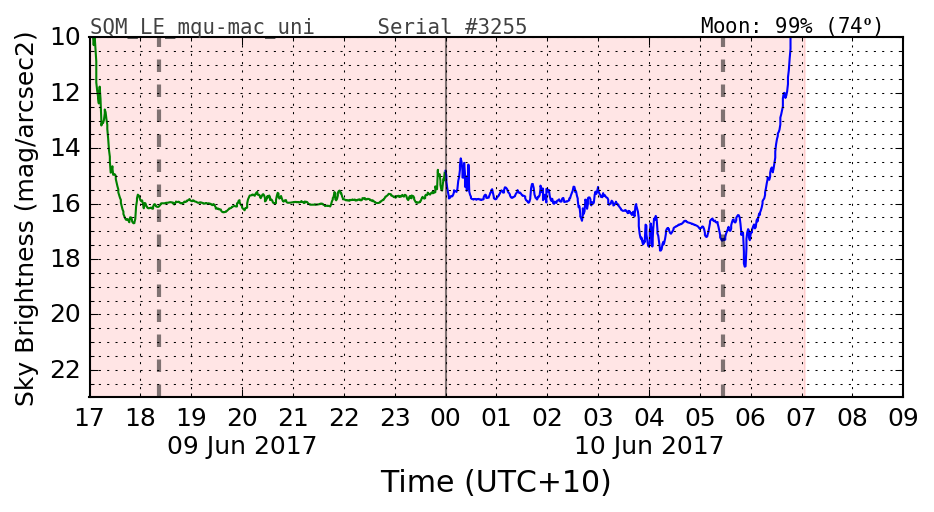 SQM_LE_mqu-mac_uni Serial #3255 Moon: 99% (74º)
Sky Brightness (mag/arcsec2)
10
12
14
16
18
20
22
17 18 19 20 21 22 23 00 01 02 03 04 05 06 07 08 09
09 Jun 2017 10 Jun 2017
Time (UTC+10)